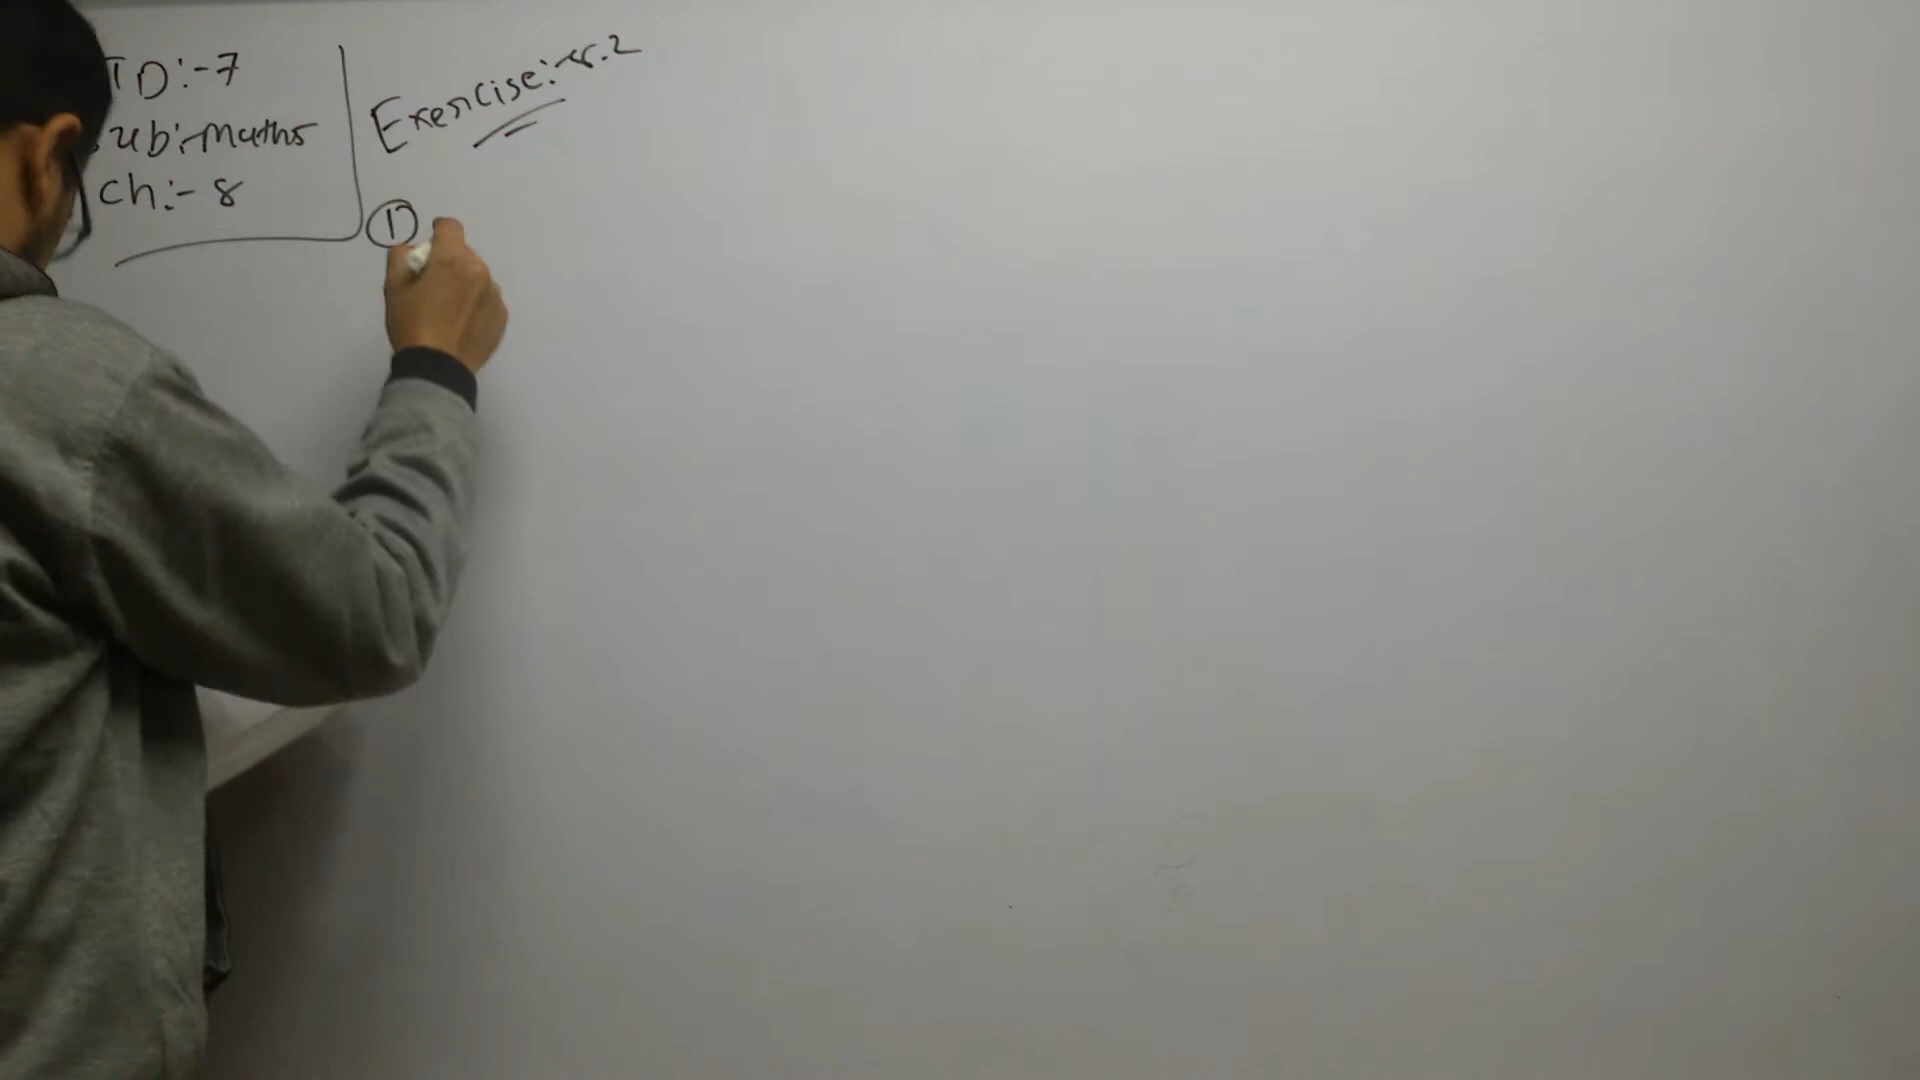 TD:-7
ub:-maths
ch:- 8
Exercise:-8.2
①